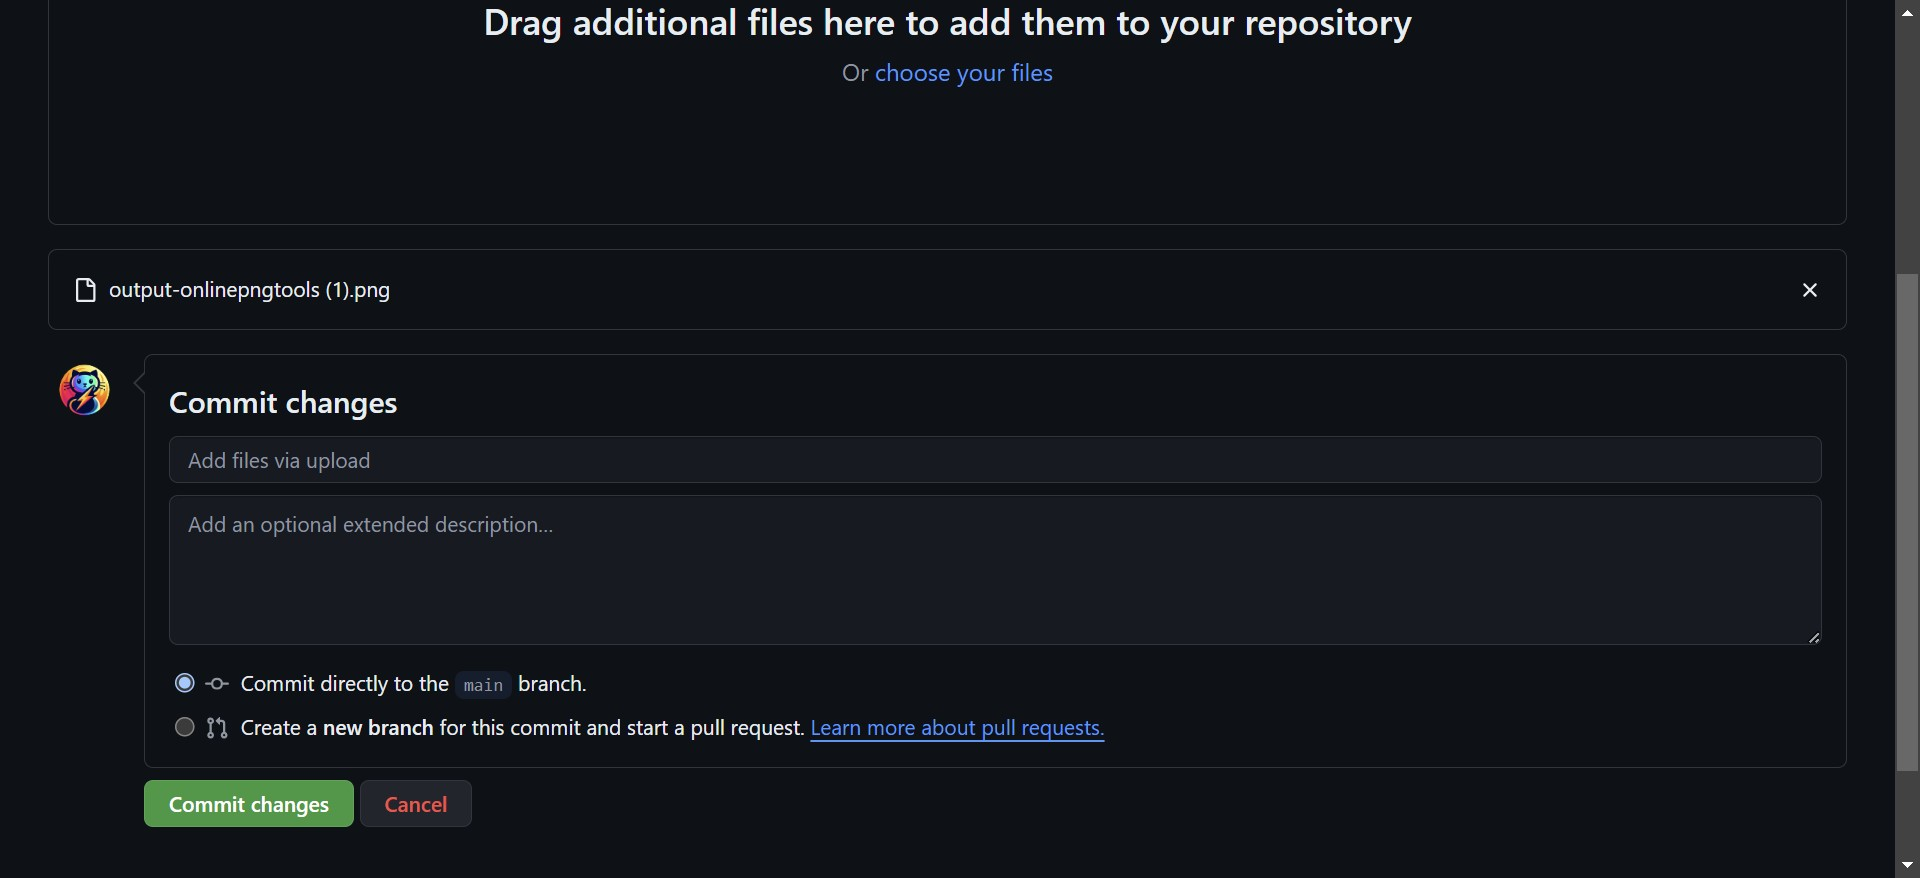 Drag additional files here to add them to your repository
Or choose your files
output-onlinepngtools (1).png
Commit changes
Add files via upload
Add an optional extended description...
Commit directly to the main branch.
Create a new branch for this commit and start a pull request. Learn more about pull requests.
Commit changes
Cancel